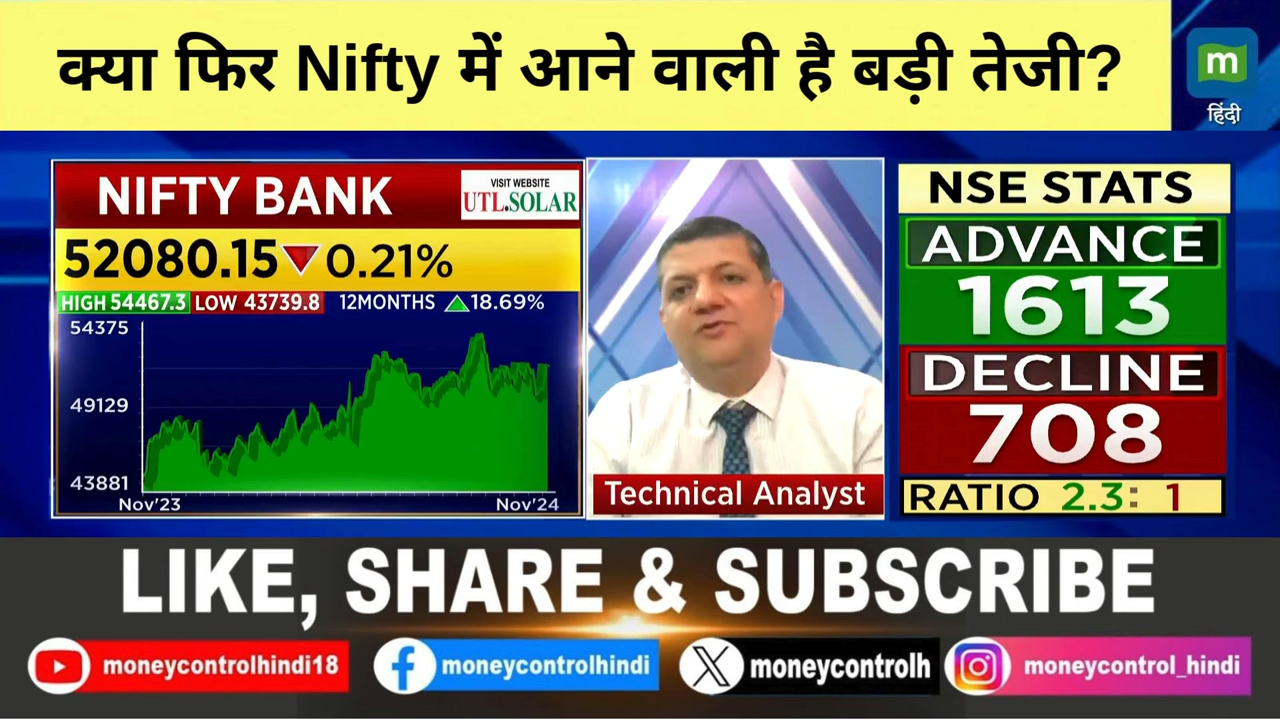 क्या फिर Nifty में आने वाली है बड़ी तेजी?
m
हिंदी
NIFTY BANK
VISIT WEBSITE
UTL.SOLAR
52080.15 0.21%
HIGH 54467.3 LOW 43739.8 12MONTHS 18.69%
54375
49129
43881
Nov'23 Nov'24
Technical Analyst
NSE STATS
ADVANCE
1613
DECLINE
708
RATIO 2.3: 1
LIKE, SHARE & SUBSCRIBE
moneycontrolhindi18 moneycontrolhindi moneycontrolh moneycontrol_hindi